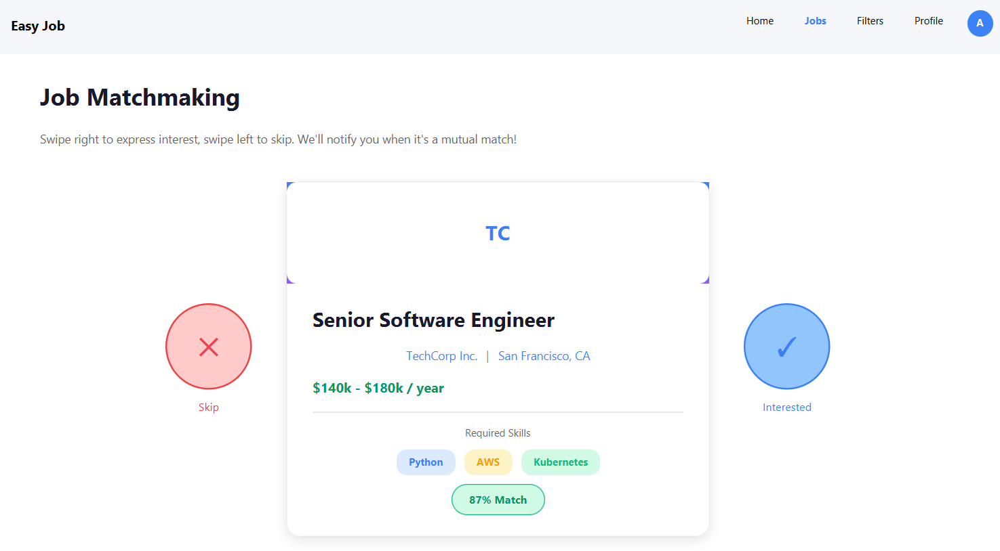 Easy Job
Home Jobs Filters Profile A
Job Matchmaking
Swipe right to express interest, swipe left to skip. We'll notify you when it's a mutual match!
TC
Senior Software Engineer
TechCorp Inc. | San Francisco, CA
$140k - $180k / year
✕
Skip
✓
Interested
Required Skills
Python AWS Kubernetes
87% Match